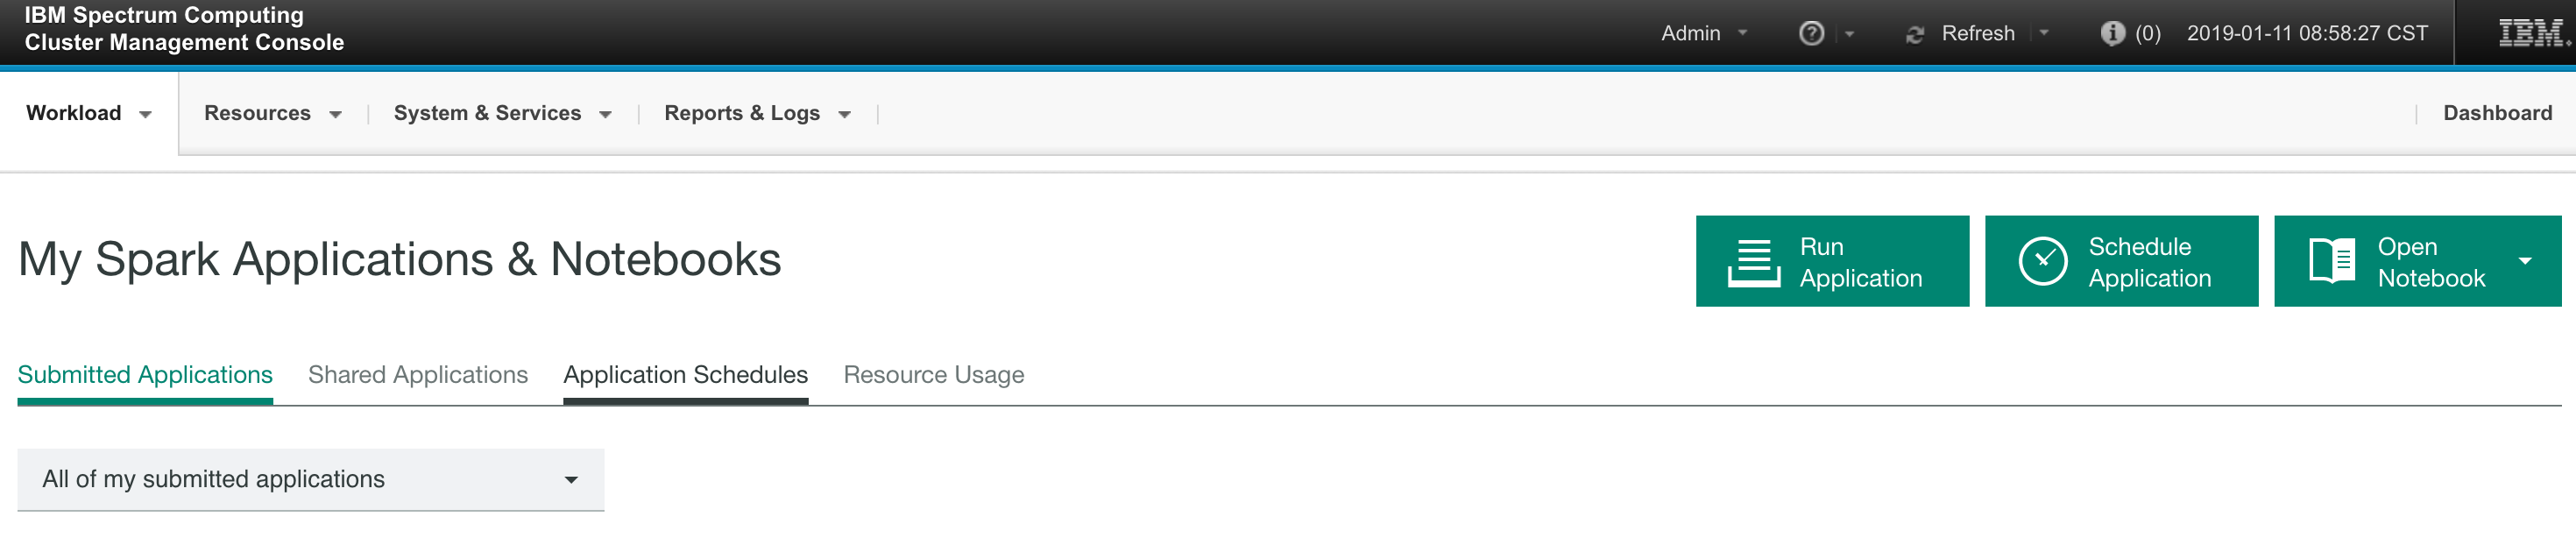 IBM Spectrum Computing
Cluster Management Console
Admin
Refresh
(0)
2019-01-11 08:58:27 CST
IBM
Workload
Resources
System & Services
Reports & Logs
Dashboard
My Spark Applications & Notebooks
Run
Application
Schedule
Application
Open
Notebook
Submitted Applications
Shared Applications
Application Schedules
Resource Usage
All of my submitted applications